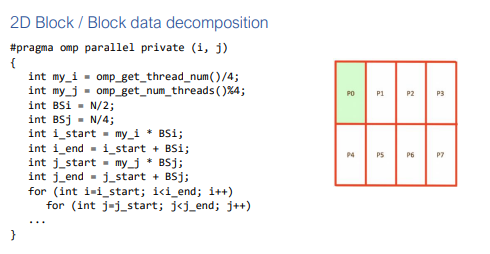 2D Block / Block data decomposition
#pragma omp parallel private (i, j)
{
int my_i = omp_get_thread_num()/4;
int my_j = omp_get_num_threads()%4;
int BSi = N/2;
int BSj = N/4;
int i_start = my_i * BSi;
int i_end = i_start + BSi;
int j_start = my_j * BSj;
int j_end = j_start + BSj;
for (int i=i_start; i<i_end; i++)
for (int j=j_start; j<j_end; j++)
...
}
P0 P1 P2 P3
P4 P5 P6 P7